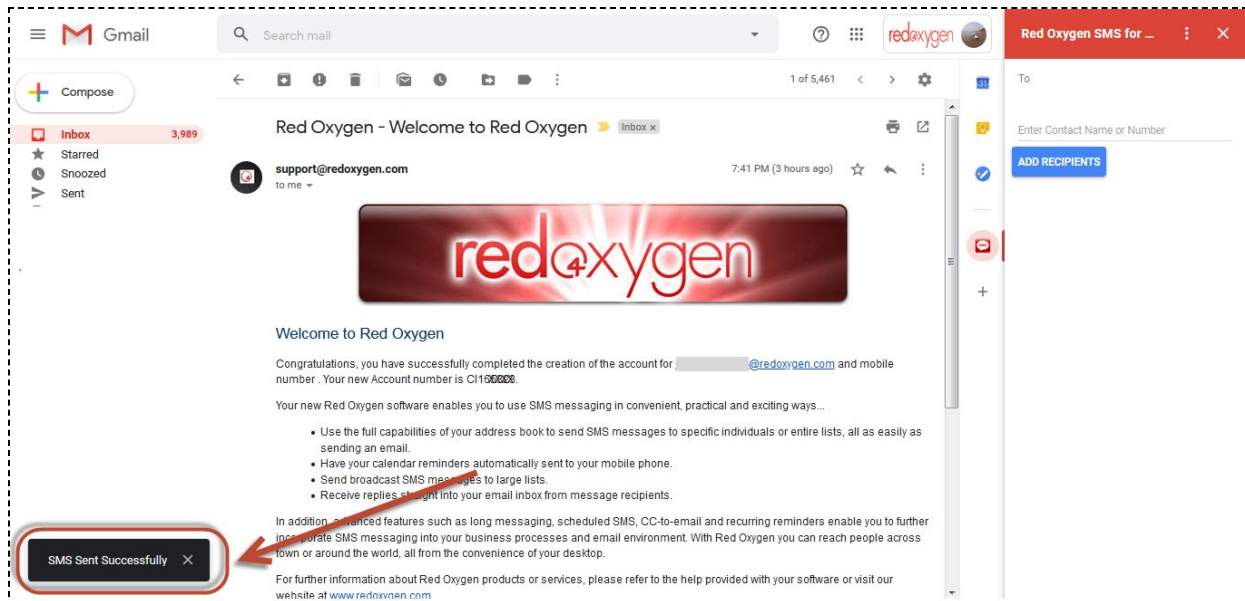 Gmail
Search mail
redoxygen
Red Oxygen SMS for ...
Compose
1 of 5,461
31
To
Inbox 3,989
Starred
Snoozed
Sent
Red Oxygen - Welcome to Red Oxygen
Inbox x
Enter Contact Name or Number
ADD RECIPIENTS
support@redoxygen.com
7:41 PM (3 hours ago)
to me
redoxygen
Welcome to Red Oxygen
Congratulations, you have successfully completed the creation of the account for @redoxygen.com and mobile
number . Your new Account number is
Your new Red Oxygen software enables you to use SMS messaging in convenient, practical and exciting ways...
• Use the full capabilities of your address book to send SMS messages to specific individuals or entire lists, all as easily as
sending an email.
• Have your calendar reminders automatically sent to your mobile phone.
• Send broadcast SMS messages to large lists.
• Receive replies straight into your email inbox from message recipients.
In addition, advanced features such as long messaging, scheduled SMS, CC-to-email and recurring reminders enable you to further
incorporate SMS messaging into your business processes and email environment. With Red Oxygen you can reach people across
town or around the world, all from the convenience of your desktop.
For further information about Red Oxygen products or services, please refer to the help provided with your software or visit our
website at www.redoxygen.com
SMS Sent Successfully